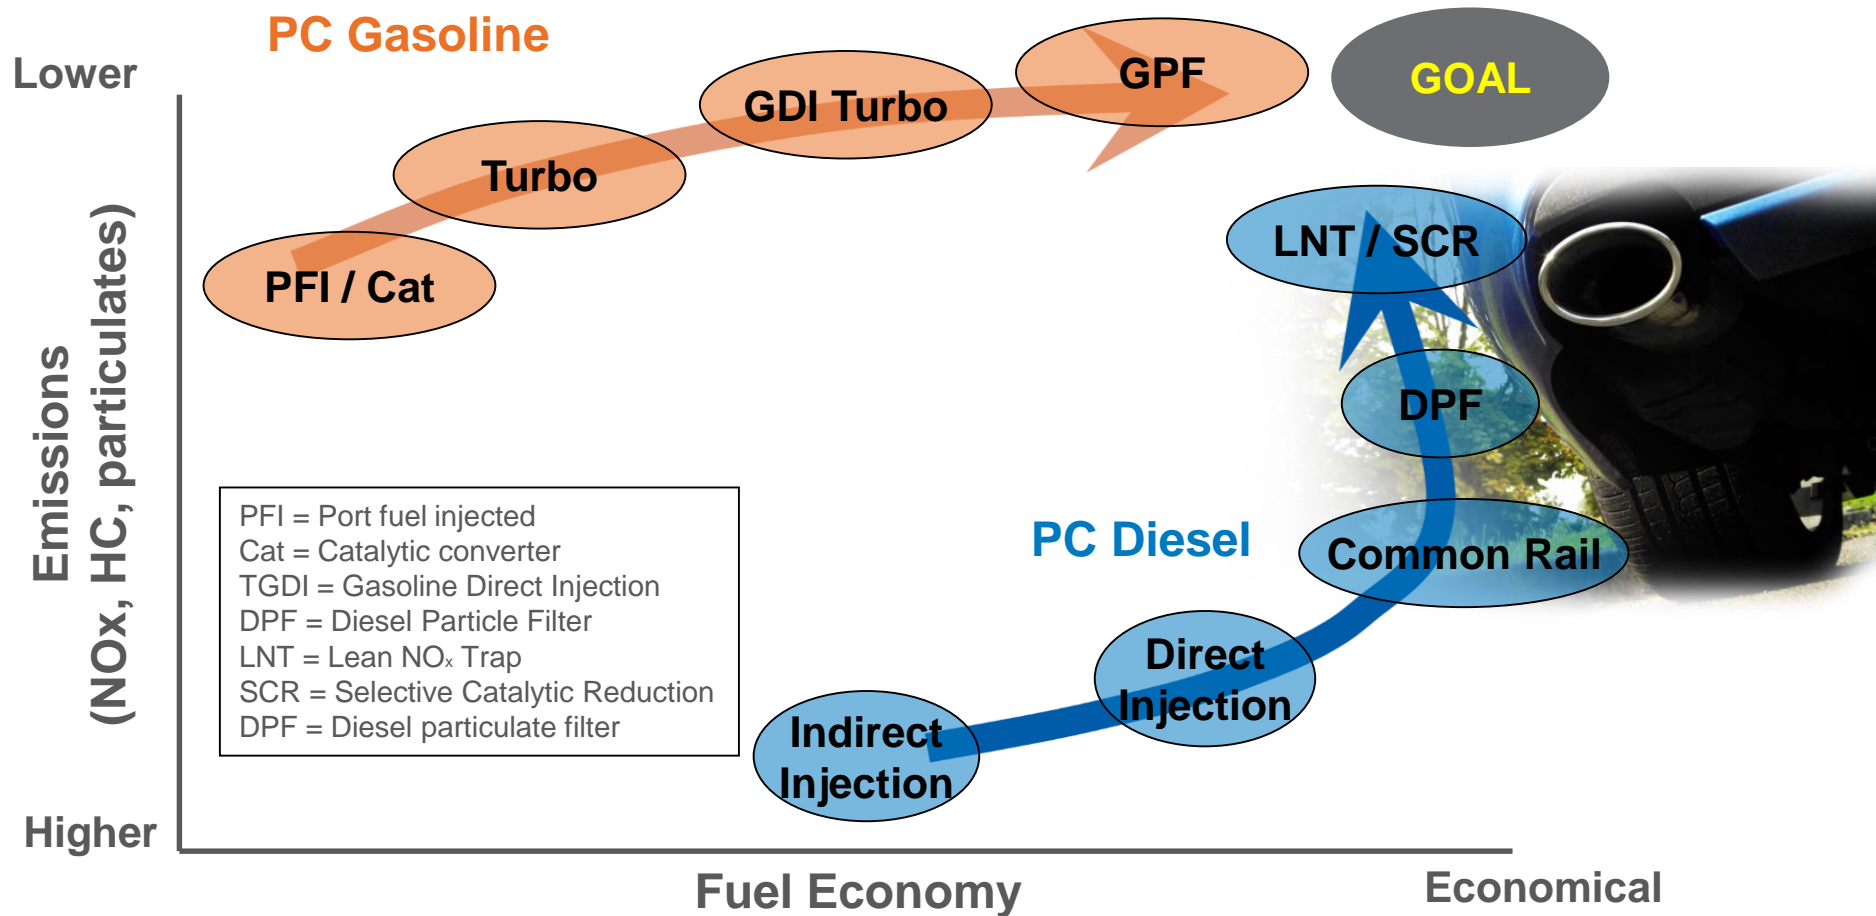 PC Gasoline
Lower
GPF
GOAL
GDI Turbo
Turbo
PFI / Cat
LNT / SCR
DPF
Common Rail
PC Diesel
Direct
Injection
Indirect
Injection
Emissions
(NOx, HC, particulates)
PFI = Port fuel injected
Cat = Catalytic converter
TGDI = Gasoline Direct Injection
DPF = Diesel Particle Filter
LNT = Lean NOx Trap
SCR = Selective Catalytic Reduction
DPF = Diesel particulate filter
Higher
Fuel Economy
Economical